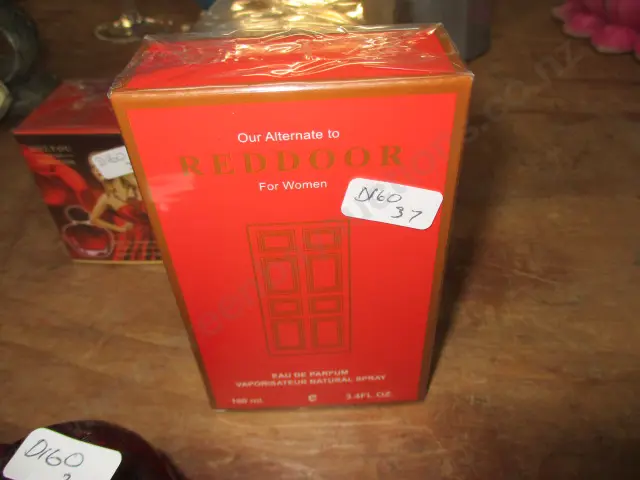 Our Alternate to
REDDOOR
For Women
D160
37
EAU DE PARFUM
VAPORISATEUR NATURAL SPRAY
100 mL
3.4FL.OZ.
D160
D160